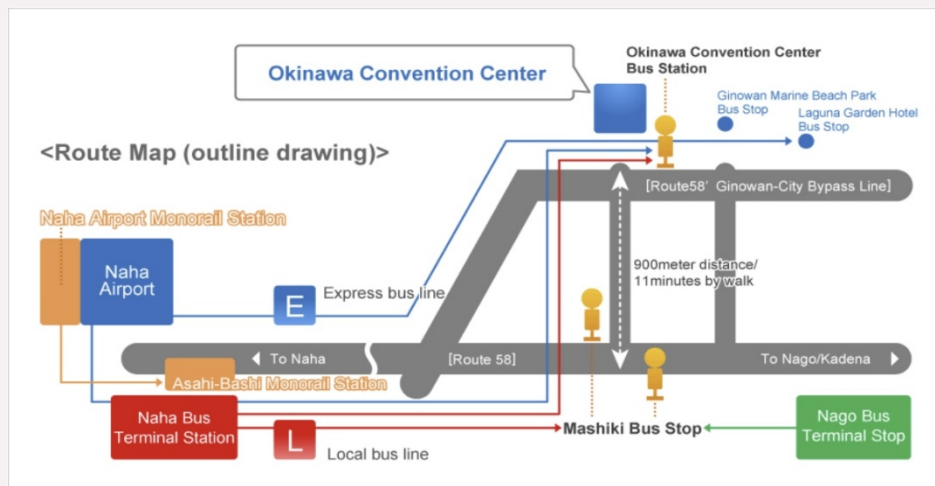 Okinawa Convention Center
Okinawa Convention Center
Bus Station
Ginowan Marine Beach Park
Bus Stop
Laguna Garden Hotel
Bus Stop
<Route Map (outline drawing)>
[Route58' Ginowan-City Bypass Line]
Naha Airport Monorail Station
Naha
Airport
E
Express bus line
900meter distance/
11minutes by walk
To Naha
[Route 58]
To Nago/Kadena
Asahi-Bashi Monorail Station
Naha Bus
Terminal Station
L
Local bus line
Mashiki Bus Stop
Nago Bus
Terminal Stop